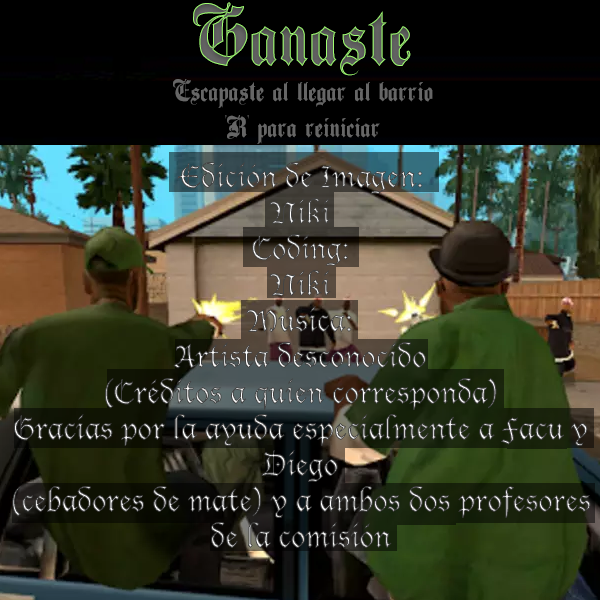 Ganaste
Escapaste al llegar al barrio
'R' para reiniciar
Edición de Imagen:
Niki
Coding:
Niki
Musica:
Artista desconocido
(Créditos a quien corresponda)
Gracias por la ayuda especialmente a Facu y
Diego
(cebadores de mate) y a ambos dos profesores
de la comisión